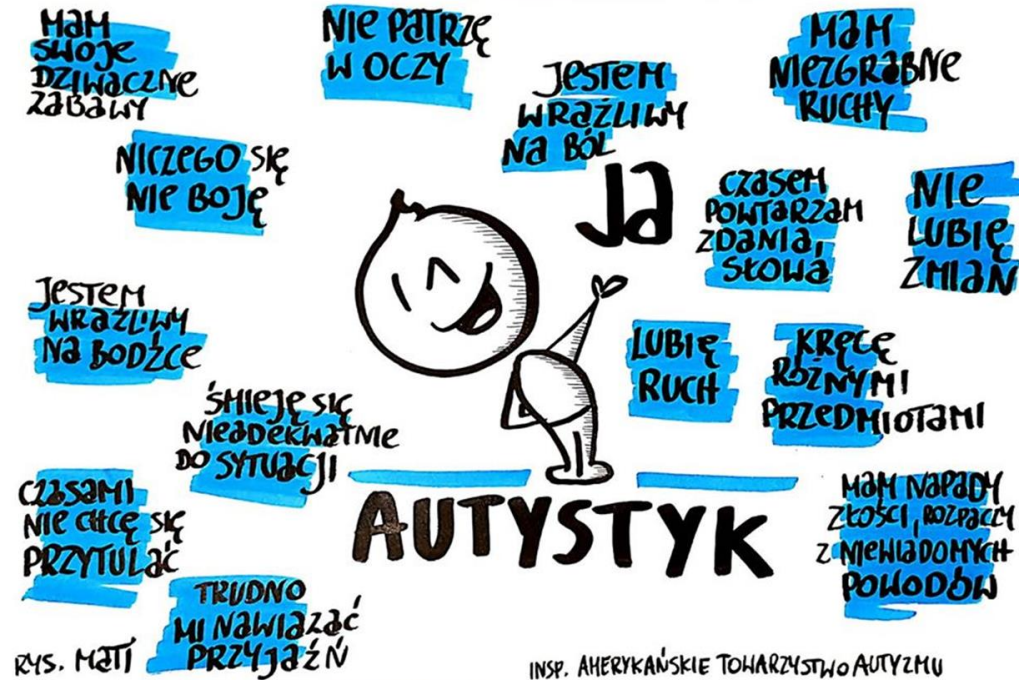 MAM
SWOJE
DZIWACZNE
ZABAWY
NIE PATRZĘ
W OCZY
JESTEM
WRAŻLIWY
NA BÓL
MAM
NIEZGRABNE
RUCHY
NICZEGO SIĘ
NIE BOJĘ
JA
CZASEM
POWTARZAM
ZDANIA,
SŁOWA
NIE
LUBIĘ
ZMIAN
JESTEM
WRAŻLIWY
NA BODŹCE
LUBIĘ
RUCH
KRĘCĘ
RÓŻNYMI
PRZEDMIOTAMI
ŚMIEJĘ SIĘ
NIEADEKWATNIE
DO SYTUACJI
AUTYSTYK
CZASAMI
NIE CHCĘ SIĘ
PRZYTULAĆ
MAM NAPADY
ZŁOŚCI, ROZPACZY
Z NIEWIADOMYCH
POWODÓW
TRUDNO
MI NAWIĄZAĆ
PRZYJAŹŃ
RYS. MATI
INSP. AMERYKAŃSKIE TOWARZYSTWO AUTYZMU